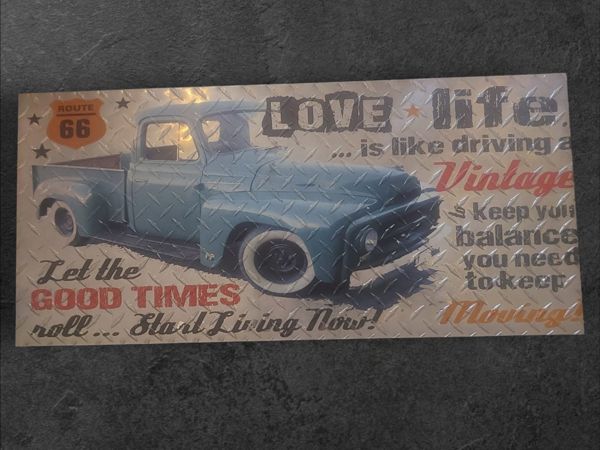 ROUTE
66
LOVE life.
... is like driving a
Vintage
& keep your
balance
you need
to keep
Moving!
Let the
GOOD TIMES
roll ... Start Living Now!